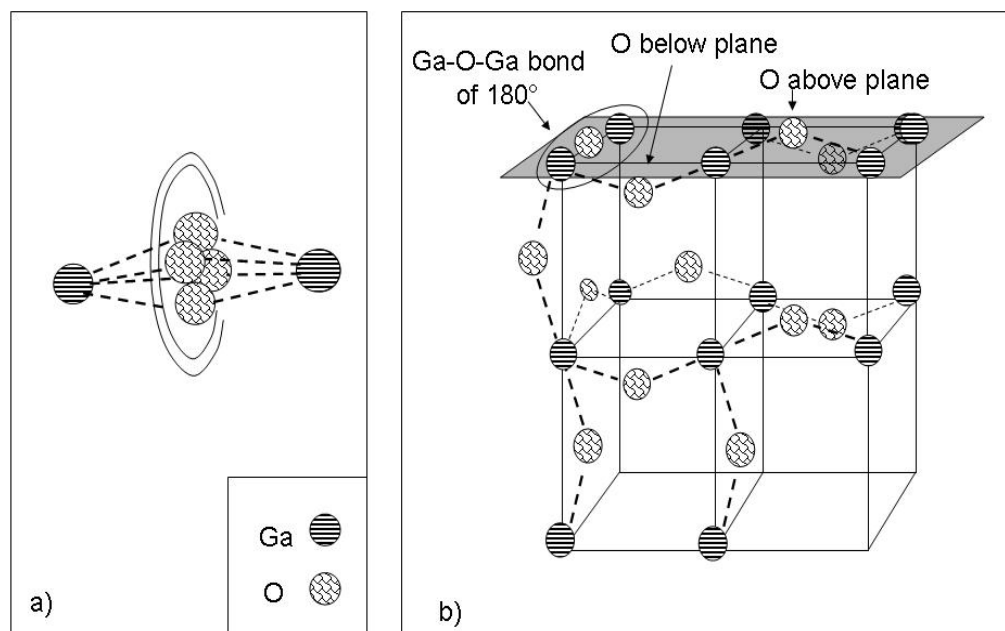 a)
Ga
O
b)
Ga-O-Ga bond
of 180°
O below plane
O above plane